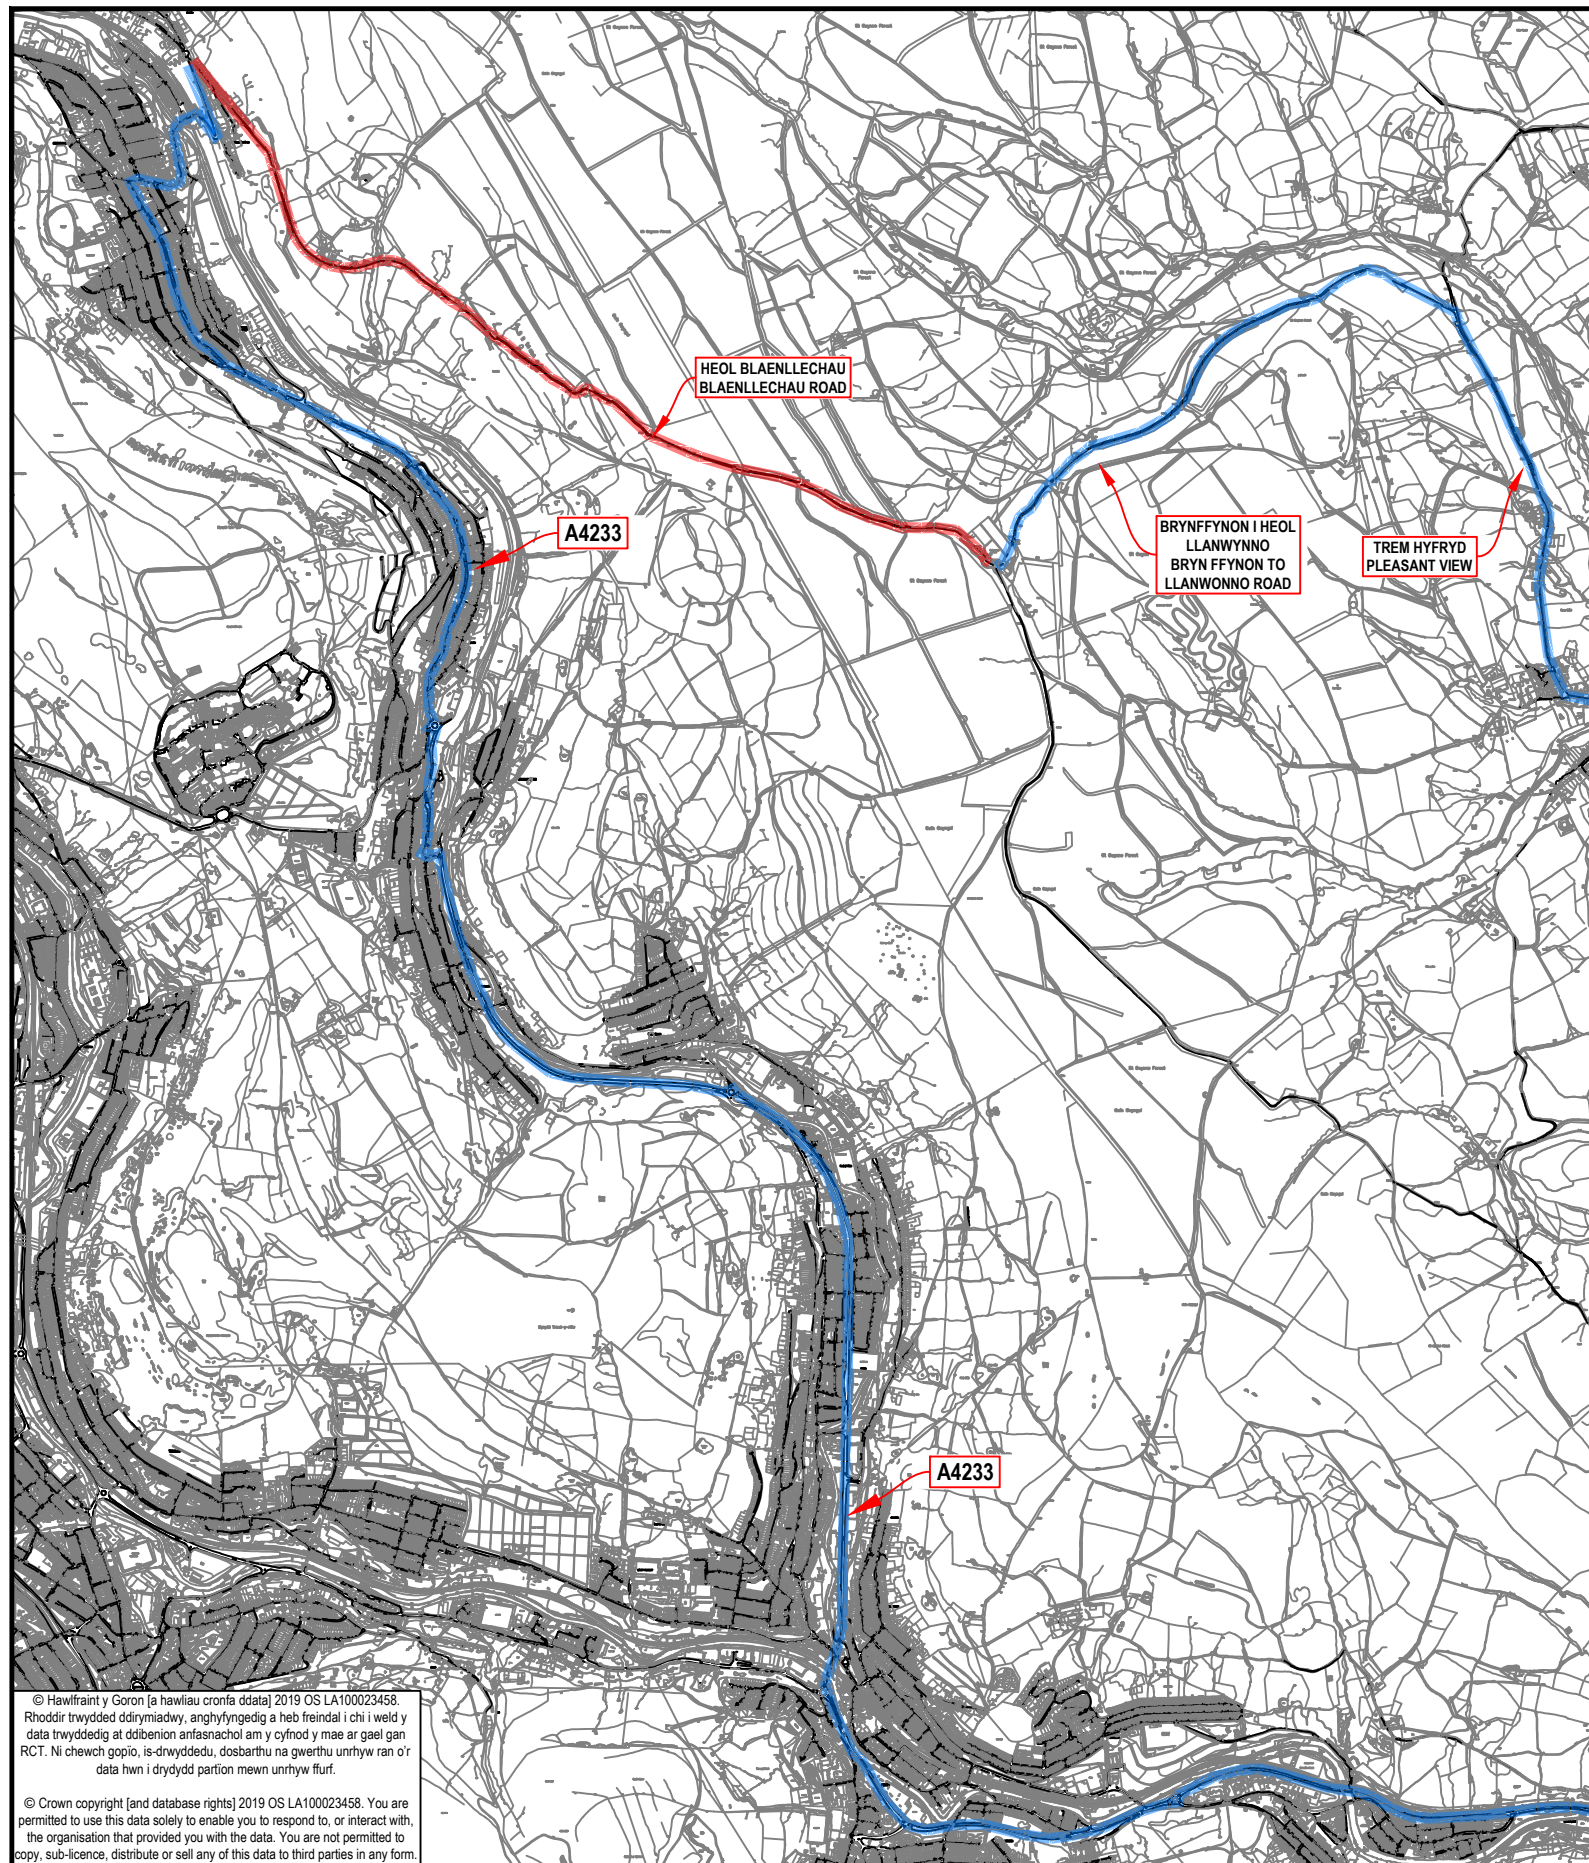 HEOL BLAENLLECHAU
BLAENLLECHAU ROAD
A4233
BRYNFFYNON I HEOL
LLANWYNNO
BRYN FFYNON TO
LLANWONNO ROAD
TREM HYFRYD
PLEASANT VIEW
A4233
© Hawlfraint y Goron [a hawliau cronfa ddata] 2019 OS LA100023458.
Rhoddir trwydded ddirymiadwy, anghyfyngedig a heb freindal i chi i weld y
data trwyddedig at ddibenion anfasnachol am y cyfnod y mae ar gael gan
RCT. Ni chewch gopïo, is-drwyddedu, dosbarthu na gwerthu unrhyw ran o'r
data hwn i drydydd partïon mewn unrhyw ffurf.
© Crown copyright [and database rights] 2019 OS LA100023458. You are
permitted to use this data solely to enable you to respond to, or interact with,
the organisation that provided you with the data. You are not permitted to
copy, sub-licence, distribute or sell any of this data to third parties in any form.